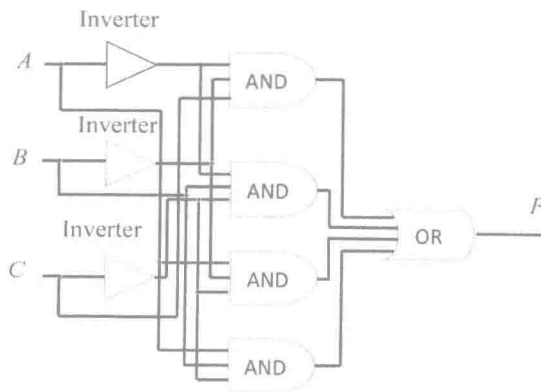 Inverter
A
AND
Inverter
B
AND
F
OR
Inverter
C
AND
AND